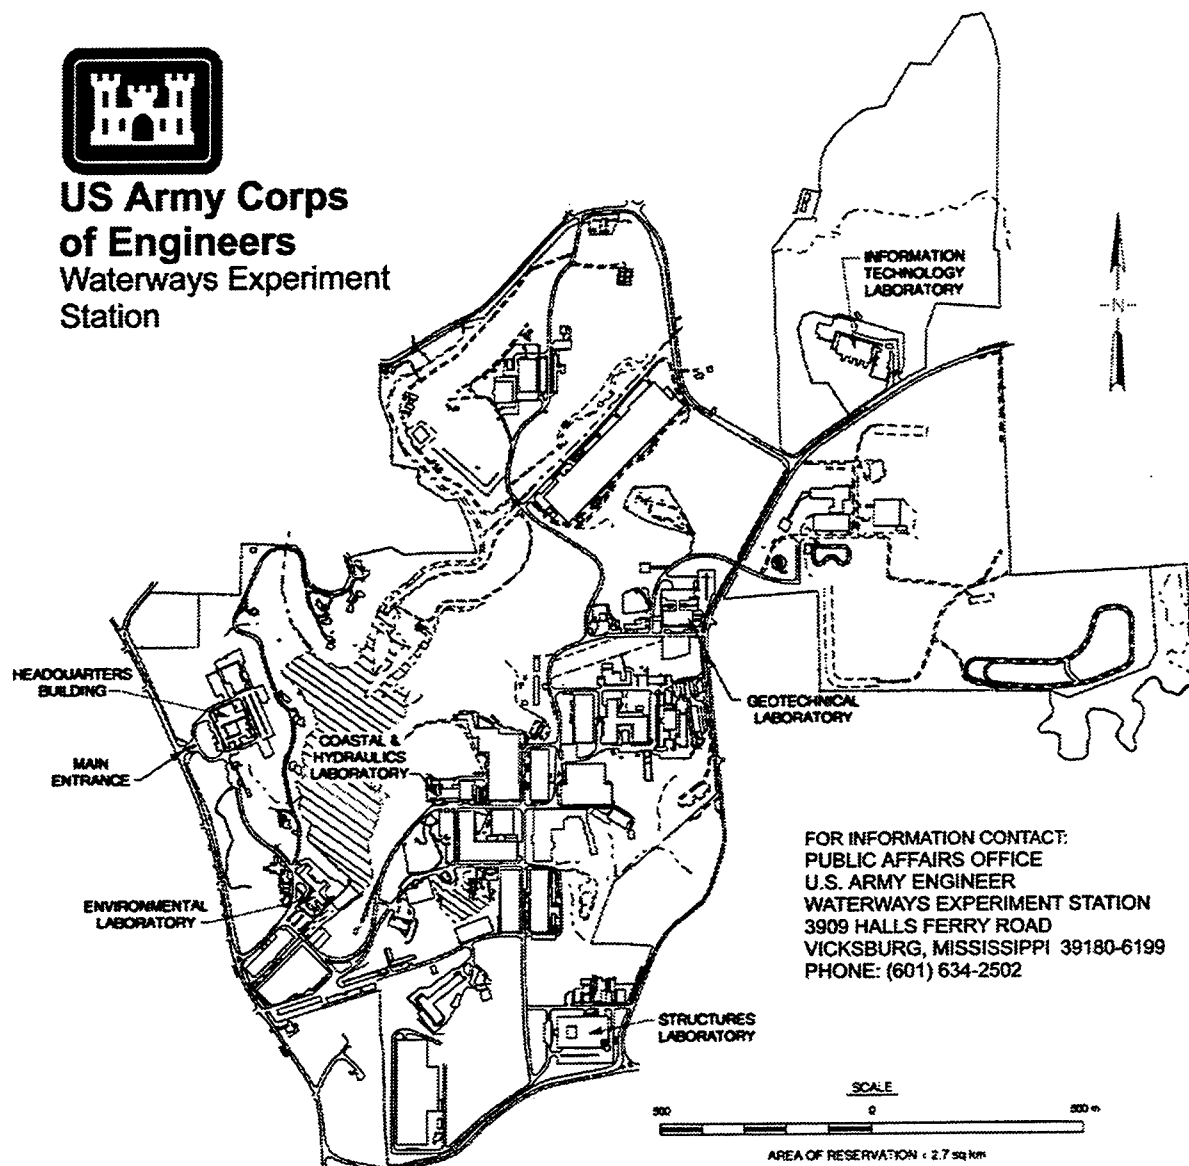 US Army Corps
of Engineers
Waterways Experiment
Station
INFORMATION
TECHNOLOGY
LABORATORY
N
HEADQUARTERS
BUILDING
MAIN
ENTRANCE
COASTAL &
HYDRAULICS
LABORATORY
GEOTECHNICAL
LABORATORY
ENVIRONMENTAL
LABORATORY
FOR INFORMATION CONTACT:
PUBLIC AFFAIRS OFFICE
U.S. ARMY ENGINEER
WATERWAYS EXPERIMENT STATION
3909 HALLS FERRY ROAD
VICKSBURG, MISSISSIPPI 39180-6199
PHONE: (601) 634-2502
STRUCTURES
LABORATORY
SCALE
500 0 500 m
AREA OF RESERVATION : 2.7 sq km